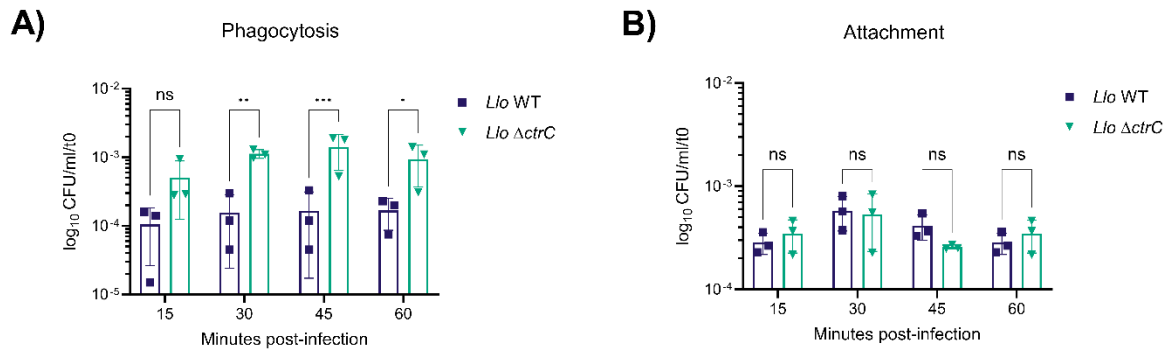 A)
Phagocytosis
log₁₀ CFU/ml/t0
10⁻²
10⁻³
10⁻⁴
10⁻⁵
ns
**
***
*
Llo WT
Llo ΔctrC
15 30 45 60
Minutes post-infection
B)
Attachment
log₁₀ CFU/ml/t0
10⁻²
10⁻³
10⁻⁴
ns ns ns ns
Llo WT
Llo ΔctrC
15 30 45 60
Minutes post-infection